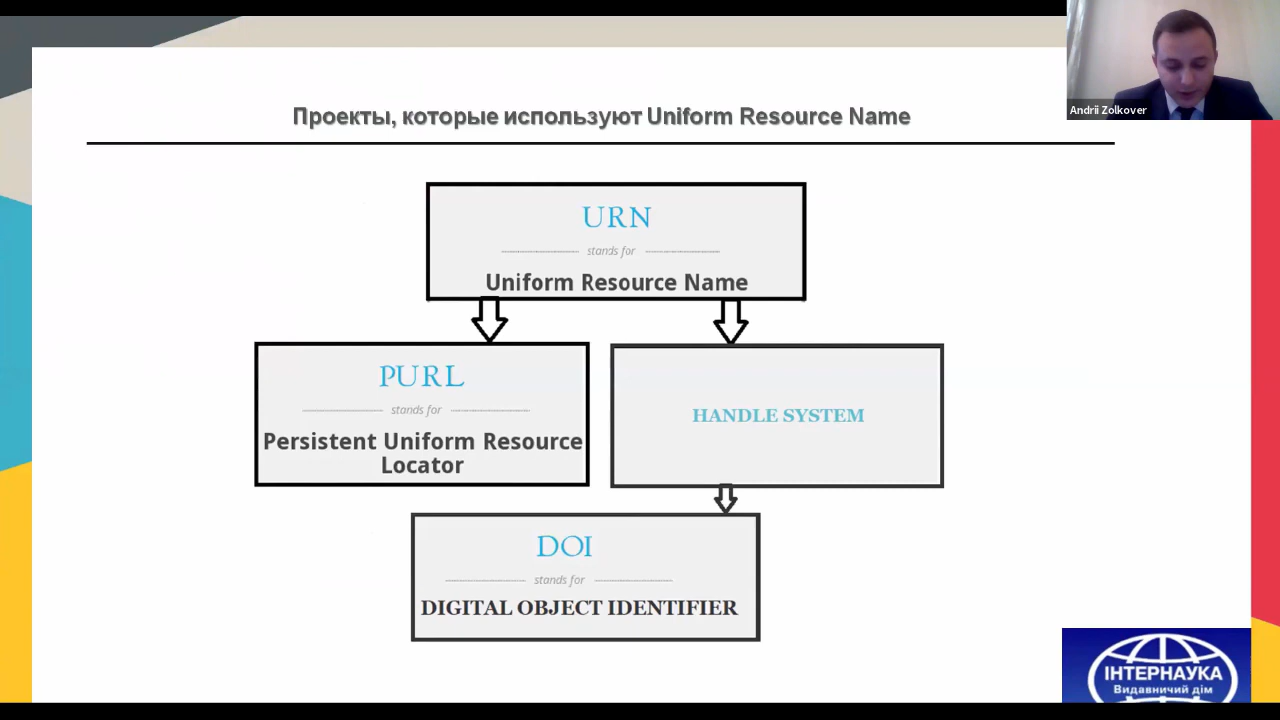 Проекты, которые используют Uniform Resource Name
Andrii Zolkover
URN
stands for
Uniform Resource Name
PURL
stands for
Persistent Uniform Resource
Locator
HANDLE SYSTEM
DOI
stands for
DIGITAL OBJECT IDENTIFIER
ІНТЕРНАУКА
Видавничий дім